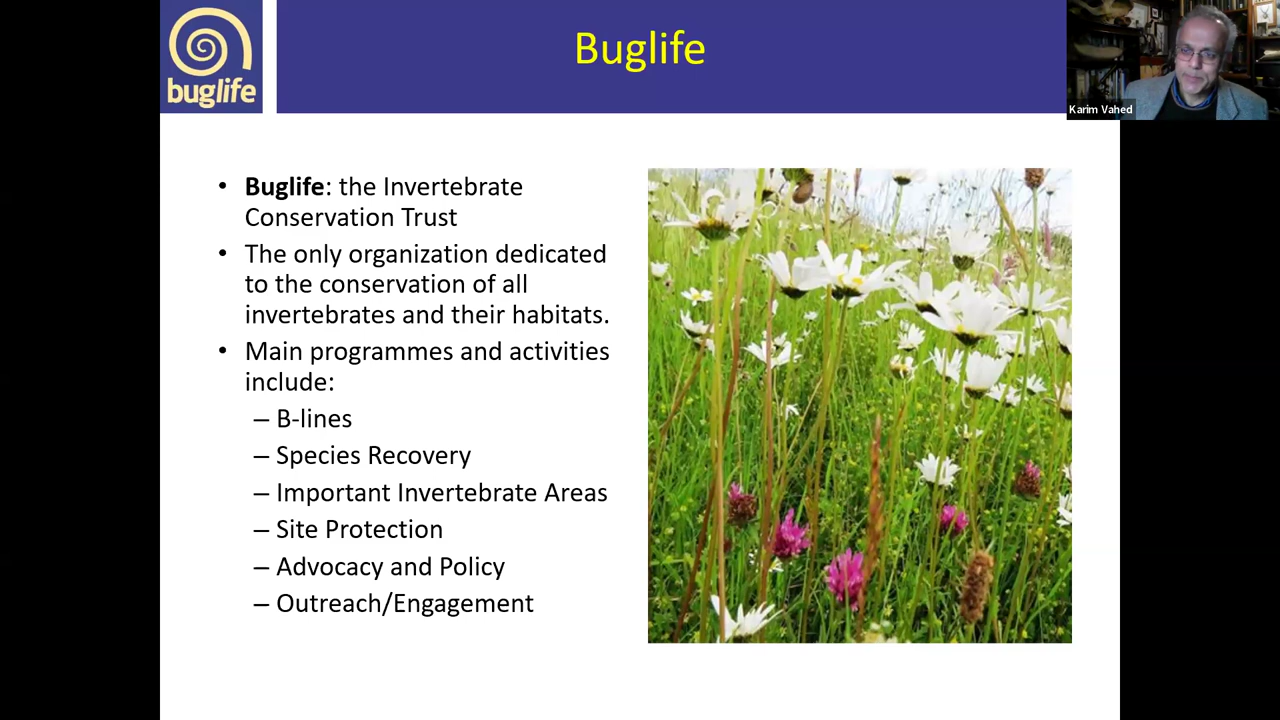 Buglife
buglife
Karim Vahed
• Buglife: the Invertebrate
Conservation Trust
• The only organization dedicated
to the conservation of all
invertebrates and their habitats.
• Main programmes and activities
include:
– B-lines
– Species Recovery
– Important Invertebrate Areas
– Site Protection
– Advocacy and Policy
– Outreach/Engagement